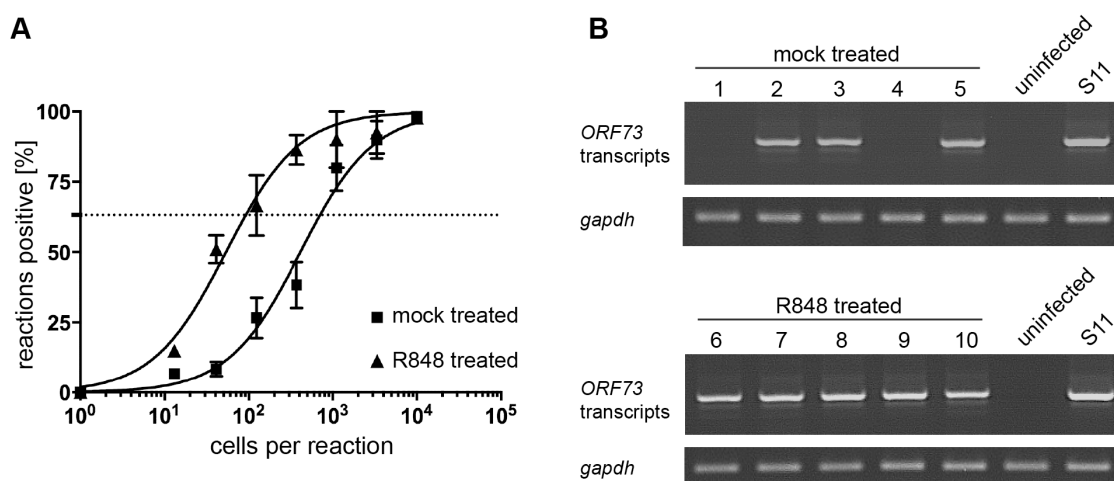 A
reactions positive [%]
100
75
50
25
0
10^0 10^1 10^2 10^3 10^4 10^5
cells per reaction
mock treated
R848 treated
B
mock treated
1 2 3 4 5 uninfected S11
ORF73
transcripts
gapdh
R848 treated
6 7 8 9 10 uninfected S11
ORF73
transcripts
gapdh